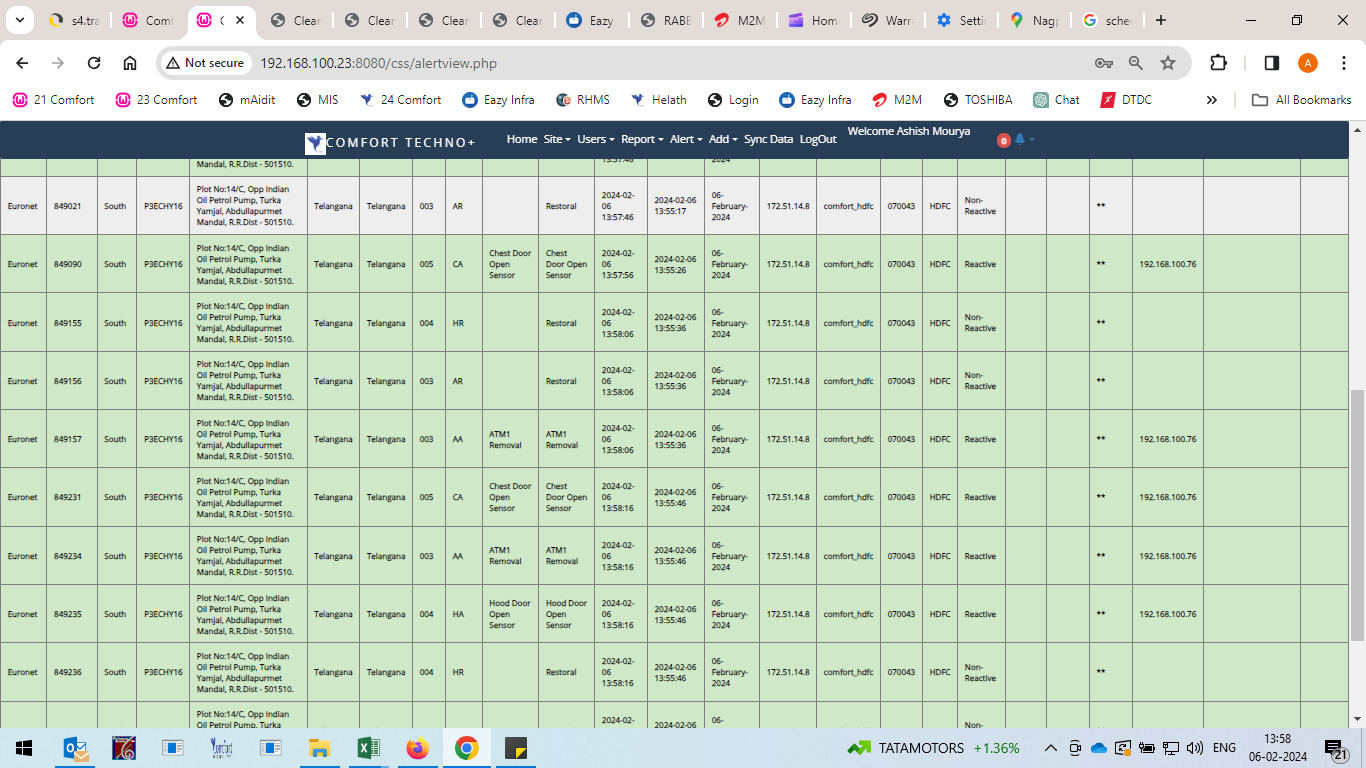 s4.tra
Comf
C
Clear
Clear
Clear
Clear
Eazy
RABB
M2M
Hom
Warr
Setti
Nagp
sche
Not secure
192.168.100.23:8080/css/alertview.php
A
21 Comfort
23 Comfort
mAidit
MIS
24 Comfort
Eazy Infra
RHMS
Helath
Login
Eazy Infra
M2M
TOSHIBA
Chat
DTDC
All Bookmarks
COMFORT TECHNO+
Home Site Users Report Alert Add Sync Data LogOut
Welcome Ashish Mourya
0
Mandal, R.R.Dist - 501510. 13:57:46 2024
Euronet 849021 South P3ECHY16 Plot No:14/C, Opp Indian Oil Petrol Pump, Turka Yamjal, Abdullapurmet Mandal, R.R.Dist - 501510. Telangana Telangana 003 AR Restoral 2024-02-06 13:57:46 2024-02-06 13:55:17 06-February-2024 172.51.14.8 comfort_hdfc 070043 HDFC Non-Reactive **
Euronet 849090 South P3ECHY16 Plot No:14/C, Opp Indian Oil Petrol Pump, Turka Yamjal, Abdullapurmet Mandal, R.R.Dist - 501510. Telangana Telangana 005 CA Chest Door Open Sensor Chest Door Open Sensor 2024-02-06 13:57:56 2024-02-06 13:55:26 06-February-2024 172.51.14.8 comfort_hdfc 070043 HDFC Reactive ** 192.168.100.76
Euronet 849155 South P3ECHY16 Plot No:14/C, Opp Indian Oil Petrol Pump, Turka Yamjal, Abdullapurmet Mandal, R.R.Dist - 501510. Telangana Telangana 004 HR Restoral 2024-02-06 13:58:06 2024-02-06 13:55:36 06-February-2024 172.51.14.8 comfort_hdfc 070043 HDFC Non-Reactive **
Euronet 849156 South P3ECHY16 Plot No:14/C, Opp Indian Oil Petrol Pump, Turka Yamjal, Abdullapurmet Mandal, R.R.Dist - 501510. Telangana Telangana 003 AR Restoral 2024-02-06 13:58:06 2024-02-06 13:55:36 06-February-2024 172.51.14.8 comfort_hdfc 070043 HDFC Non-Reactive **
Euronet 849157 South P3ECHY16 Plot No:14/C, Opp Indian Oil Petrol Pump, Turka Yamjal, Abdullapurmet Mandal, R.R.Dist - 501510. Telangana Telangana 003 AA ATM1 Removal ATM1 Removal 2024-02-06 13:58:06 2024-02-06 13:55:36 06-February-2024 172.51.14.8 comfort_hdfc 070043 HDFC Reactive ** 192.168.100.76
Euronet 849231 South P3ECHY16 Plot No:14/C, Opp Indian Oil Petrol Pump, Turka Yamjal, Abdullapurmet Mandal, R.R.Dist - 501510. Telangana Telangana 005 CA Chest Door Open Sensor Chest Door Open Sensor 2024-02-06 13:58:16 2024-02-06 13:55:46 06-February-2024 172.51.14.8 comfort_hdfc 070043 HDFC Reactive ** 192.168.100.76
Euronet 849234 South P3ECHY16 Plot No:14/C, Opp Indian Oil Petrol Pump, Turka Yamjal, Abdullapurmet Mandal, R.R.Dist - 501510. Telangana Telangana 003 AA ATM1 Removal ATM1 Removal 2024-02-06 13:58:16 2024-02-06 13:55:46 06-February-2024 172.51.14.8 comfort_hdfc 070043 HDFC Reactive ** 192.168.100.76
Euronet 849235 South P3ECHY16 Plot No:14/C, Opp Indian Oil Petrol Pump, Turka Yamjal, Abdullapurmet Mandal, R.R.Dist - 501510. Telangana Telangana 004 HA Hood Door Open Sensor Hood Door Open Sensor 2024-02-06 13:58:16 2024-02-06 13:55:46 06-February-2024 172.51.14.8 comfort_hdfc 070043 HDFC Reactive ** 192.168.100.76
Euronet 849236 South P3ECHY16 Plot No:14/C, Opp Indian Oil Petrol Pump, Turka Yamjal, Abdullapurmet Mandal, R.R.Dist - 501510. Telangana Telangana 004 HR Restoral 2024-02-06 13:58:16 2024-02-06 13:55:46 06-February-2024 172.51.14.8 comfort_hdfc 070043 HDFC Non-Reactive **
Plot No:14/C, Opp Indian Oil Petrol Pump, Turka 2024-02- 2024-02-06 06- Non-
TATAMOTORS +1.36%
ENG
13:58
06-02-2024
21